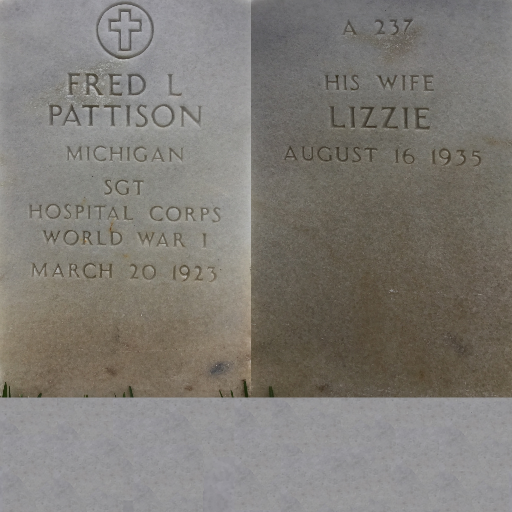 FRED L
PATTISON
MICHIGAN
SGT
HOSPITAL CORPS
WORLD WAR I
MARCH 20 1923
A 237
HIS WIFE
LIZZIE
AUGUST 16 1935